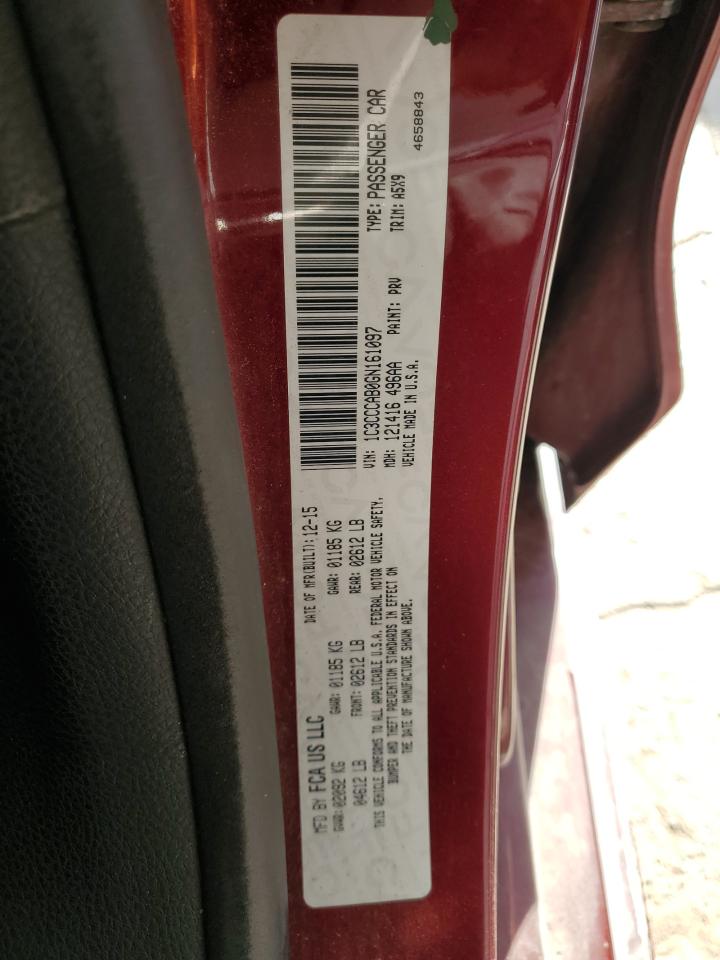 MFD BY FCA US LLC
DATE OF MFR(BUILT): 12-15
GVWR: 02092 KG
GAWR: 01185 KG
GAWR: 01185 KG
04612 LB
FRONT: 02612 LB
REAR: 02612 LB
THIS VEHICLE CONFORMS TO ALL APPLICABLE U.S.A. FEDERAL MOTOR VEHICLE SAFETY,
BUMPER AND THEFT PREVENTION STANDARDS IN EFFECT ON
THE DATE OF MANUFACTURE SHOWN ABOVE.
VIN: 1C3CCCAB0GN161097
TYPE: PASSENGER CAR
MDH: 121416 496AA
PAINT: PRV
TRIM: A5X9
VEHICLE MADE IN U.S.A.
4658843